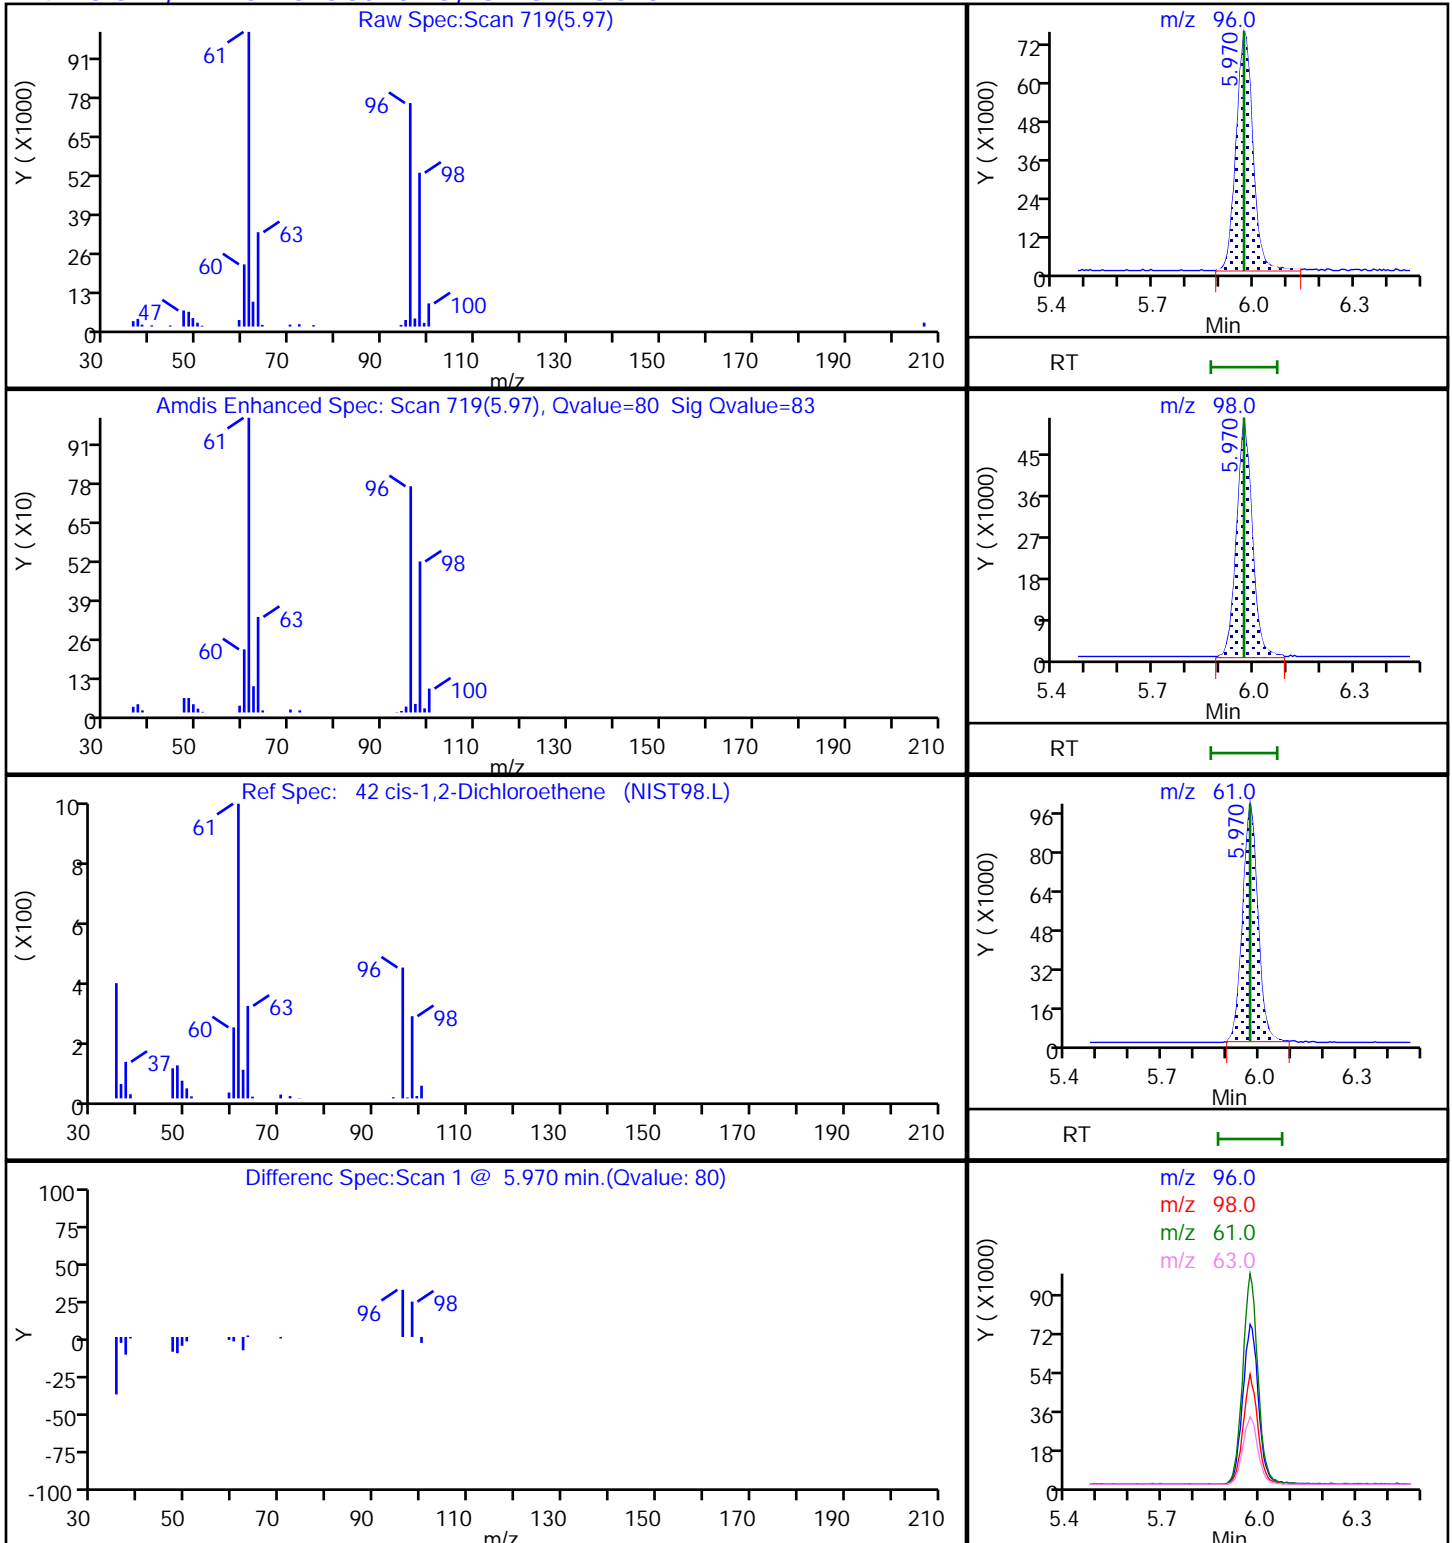 Raw Spec:Scan 719(5.97)
Y ( X1000)
91
78
65
52
39
26
13
0
61
96
98
63
60
47
100
30 50 70 90 110 130 150 170 190 210
m/z
m/z 96.0
Y ( X1000)
72
60
48
36
24
12
0
5.970
5.4 5.7 6.0 6.3
Min
RT
Amdis Enhanced Spec: Scan 719(5.97), Qvalue=80 Sig Qvalue=83
Y ( X10)
91
78
65
52
39
26
13
0
61
96
98
63
60
100
30 50 70 90 110 130 150 170 190 210
m/z
m/z 98.0
Y ( X1000)
45
36
27
18
9
0
5.970
5.4 5.7 6.0 6.3
Min
RT
Ref Spec: 42 cis-1,2-Dichloroethene (NIST98.L)
( X100)
10
8
6
4
2
0
61
96
98
63
60
37
30 50 70 90 110 130 150 170 190 210
m/z 61.0
Y ( X1000)
96
80
64
48
32
16
0
5.970
5.4 5.7 6.0 6.3
Min
RT
Differenc Spec:Scan 1 @ 5.970 min.(Qvalue: 80)
Y
100
75
50
25
0
-25
-50
-75
-100
96
98
30 50 70 90 110 130 150 170 190 210
m/z
m/z 96.0
m/z 98.0
m/z 61.0
m/z 63.0
Y ( X1000)
90
72
54
36
18
0
5.4 5.7 6.0 6.3
Min